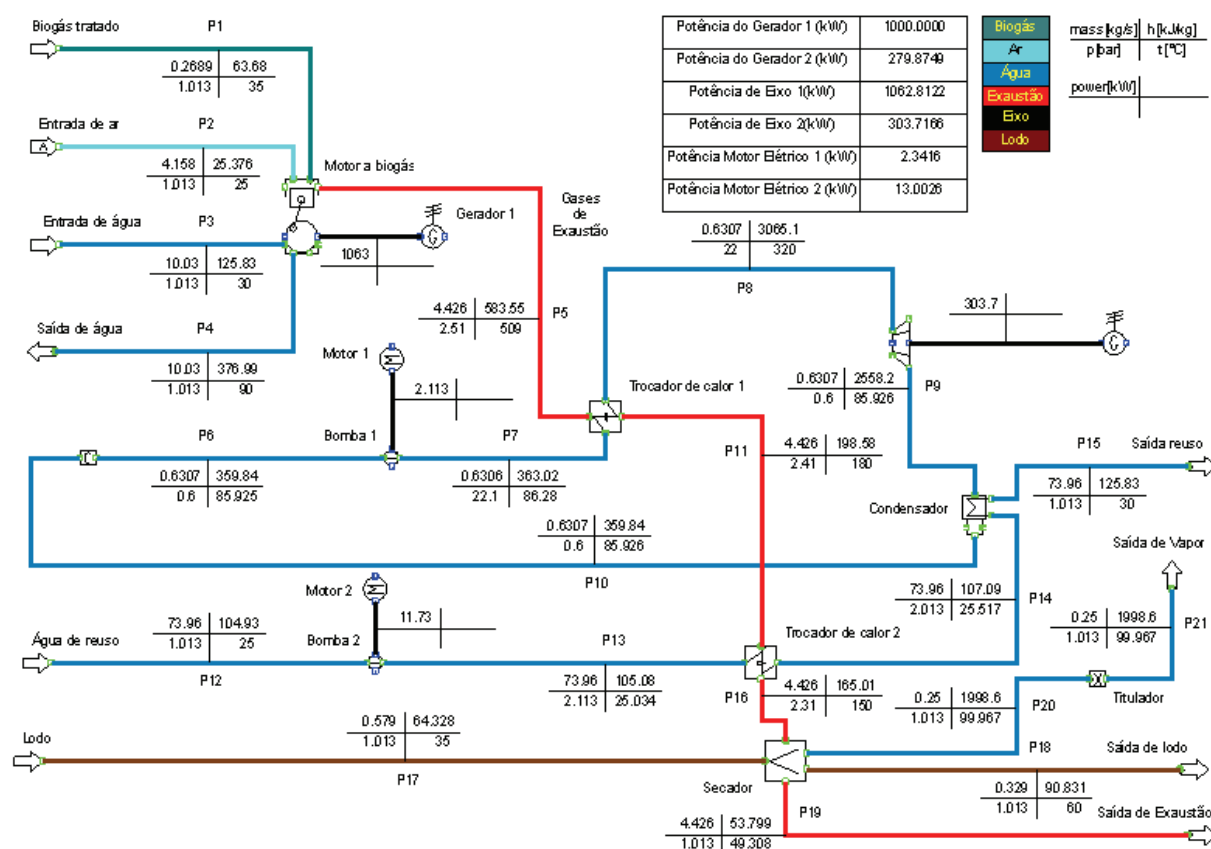 Biogás tratado
P1
0.2689 63.68
1.013 35
Entrada de ar
P2
A
4.158 25.376
1.013 25
Motor a biogás
Entrada de água
P3
10.03 125.83
1.013 30
Gerador 1
G
1063
Saída de água
P4
10.03 376.99
1.013 90
Gases
de
Exaustão
4.426 583.55
2.51 509
P5
Potência do Gerador 1 (kW) 1000.0000
Potência do Gerador 2 (kW) 279.8749
Potência de Eixo 1(kW) 1062.8122
Potência de Eixo 2(kW) 303.7166
Potência Motor Elétrico 1 (kW) 2.3416
Potência Motor Elétrico 2 (kW) 13.0026
Biogás
Ar
Água
Exaustão
Eixo
Lodo
mass[kg/s] h[kJ/kg]
p[bar] t[°C]
power[kW]
0.6307 3065.1
22 320
P8
303.7
G
Motor 1
2.113
Trocador de calor 1
0.6307 2558.2
0.6 85.926
P9
P6
Bomba 1
P7
0.6307 359.84
0.6 85.925
0.6306 363.02
22.1 86.28
P11
4.426 198.58
2.41 180
P15
Saída reuso
73.96 125.83
1.013 30
Condensador
0.6307 359.84
0.6 85.926
P10
Saída de Vapor
Motor 2
11.73
73.96 107.09
2.013 25.517
P14
0.25 1998.6
1.013 99.967
P21
73.96 104.93
1.013 25
Água de reuso
Bomba 2
P13
Trocador de calor 2
P12
73.96 105.08
2.113 25.034
P16
4.426 165.01
2.31 150
0.25 1998.6
1.013 99.967
P20
Titulador
0.579 64.328
1.013 35
Lodo
P17
P18
Saída de lodo
Secador
P19
0.329 90.831
1.013 60
4.426 53.799
1.013 49.308
Saída de Exaustão